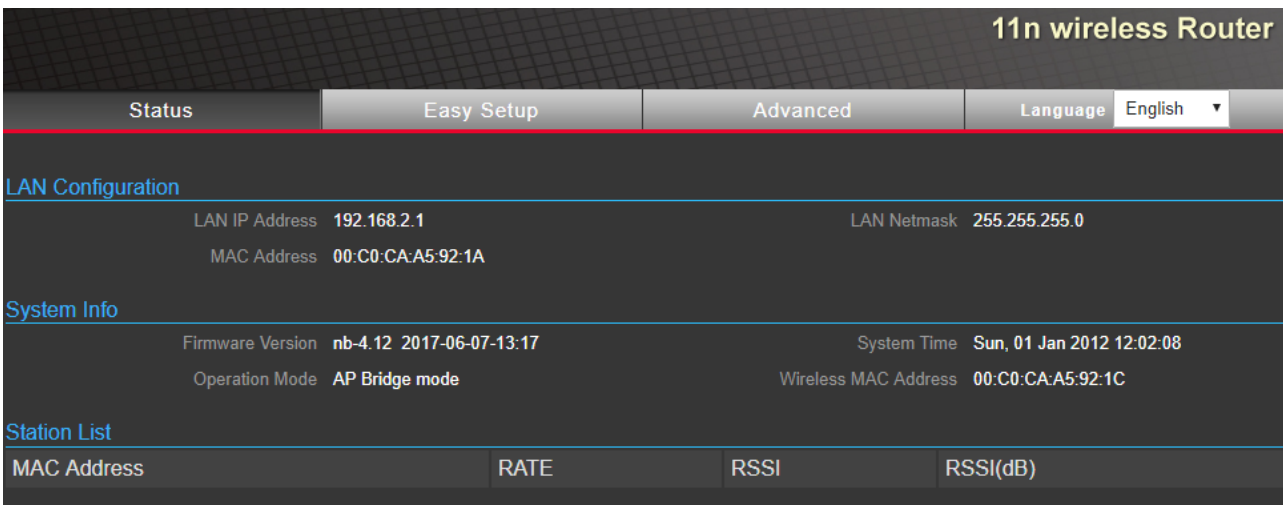 11n wireless Router
Status Easy Setup Advanced Language English
LAN Configuration
LAN IP Address 192.168.2.1 LAN Netmask 255.255.255.0
MAC Address 00:C0:CA:A5:92:1A
System Info
Firmware Version nb-4.12 2017-06-07-13:17 System Time Sun, 01 Jan 2012 12:02:08
Operation Mode AP Bridge mode Wireless MAC Address 00:C0:CA:A5:92:1C
Station List
MAC Address RATE RSSI RSSI(dB)